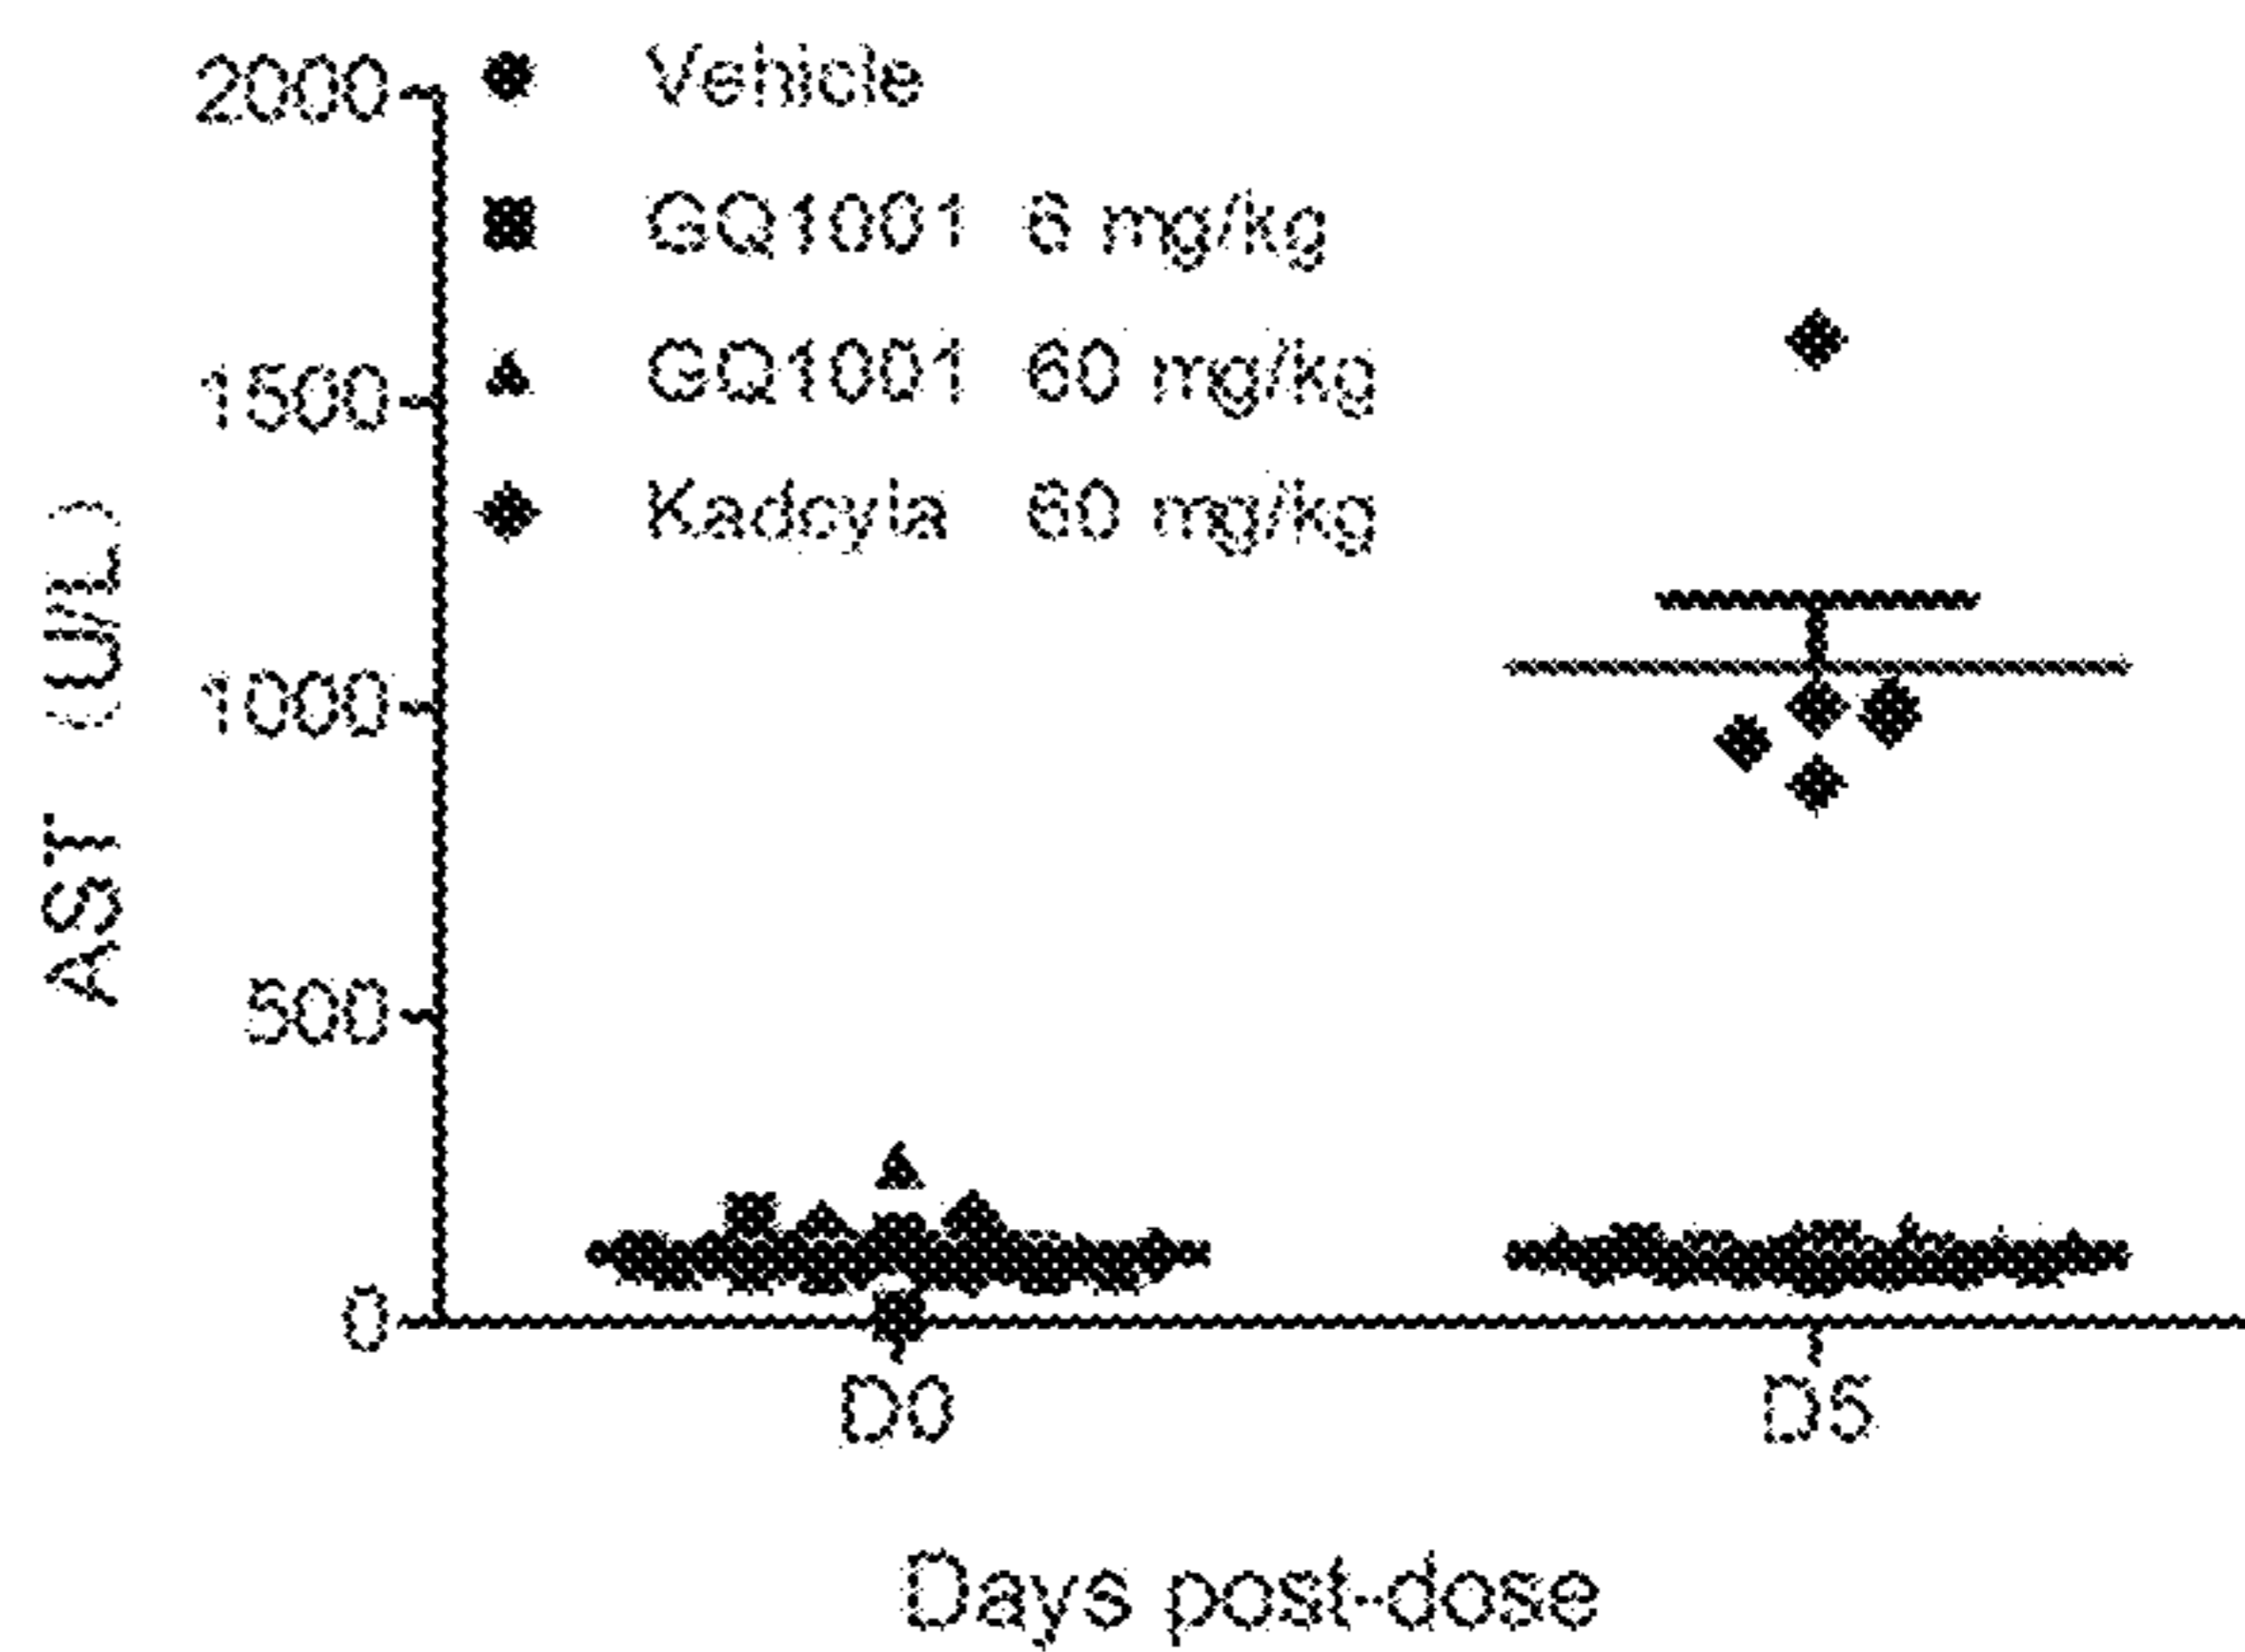 2000
1500
1000
500
0
AST (U/L)
Vehicle
GQ1001 6 mg/kg
GQ1001 60 mg/kg
Kadcyla 60 mg/kg
D0
D5
Days post-dose